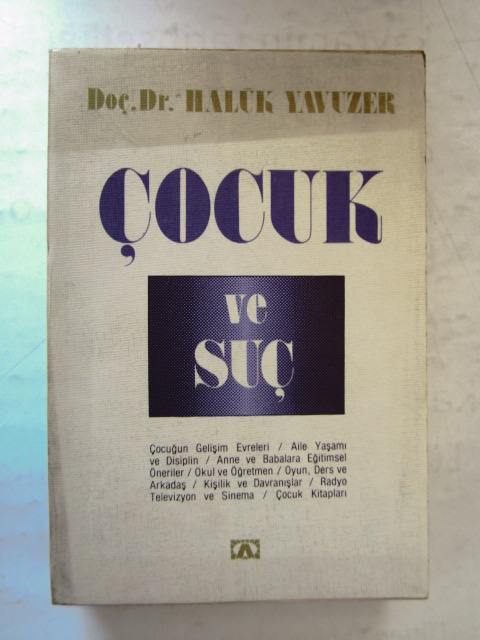 Doç.Dr. HALÛK YAVUZER
ÇOCUK
ve
SUÇ
Çocuğun Gelişim Evreleri / Aile Yaşamı
ve Disiplin / Anne ve Babalara Eğitimsel
Öneriler / Okul ve Öğretmen / Oyun, Ders ve
Arkadaş / Kişilik ve Davranışlar / Radyo
Televizyon ve Sinema / Çocuk Kitapları